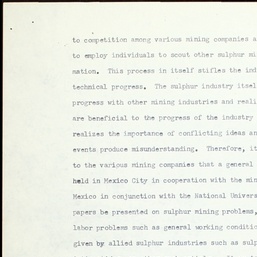 to competition among various mining companies a
to employ individuals to scout other sulphur mi
mation. This process in itself stifles the ind
technical progress. The sulphur industry itsel
progress with other mining industries and reali
are beneficial to the progress of the industry
realizes the importance of conflicting ideas an
events produce misunderstanding. Therefore, it
to the various mining companies that a general
held in Mexico City in cooperation with the min
Mexico in conjunction with the National Univers
papers be presented on sulphur mining problems,
labor problems such as general working conditio
given by allied sulphur industries such as sulp